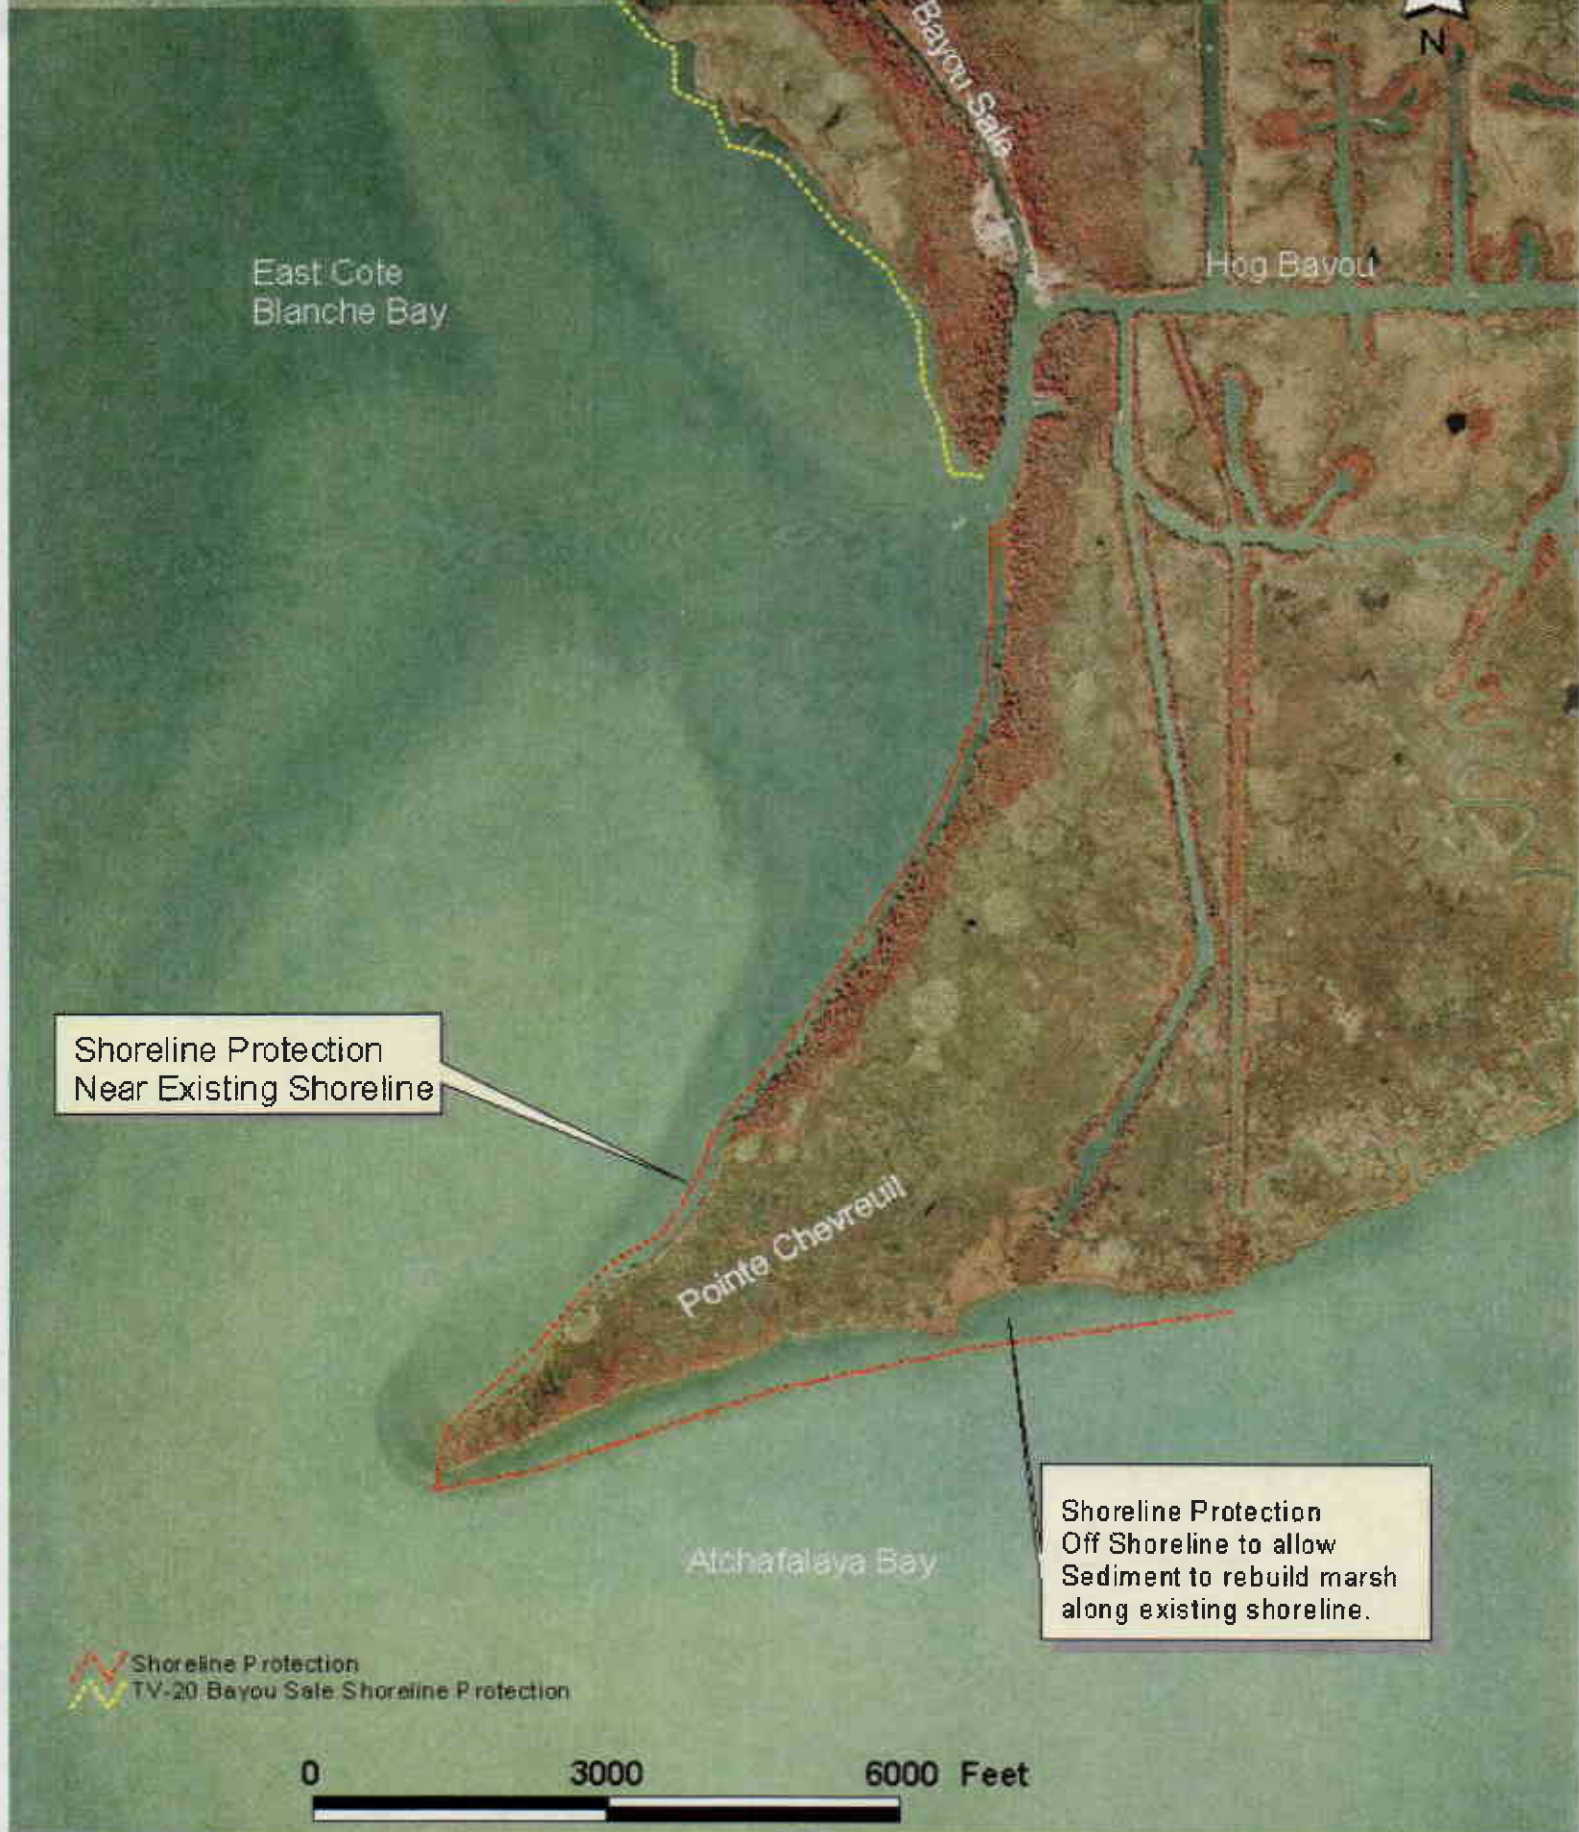 Bayou Sale
N
East Cote
Blanche Bay
Hog Bayou
Shoreline Protection
Near Existing Shoreline
Pointe Chevreuil
Shoreline Protection
Off Shoreline to allow
Sediment to rebuild marsh
along existing shoreline.
Atchafalaya Bay
Shoreline Protection
TV-20 Bayou Sale Shoreline Protection
0 3000 6000 Feet